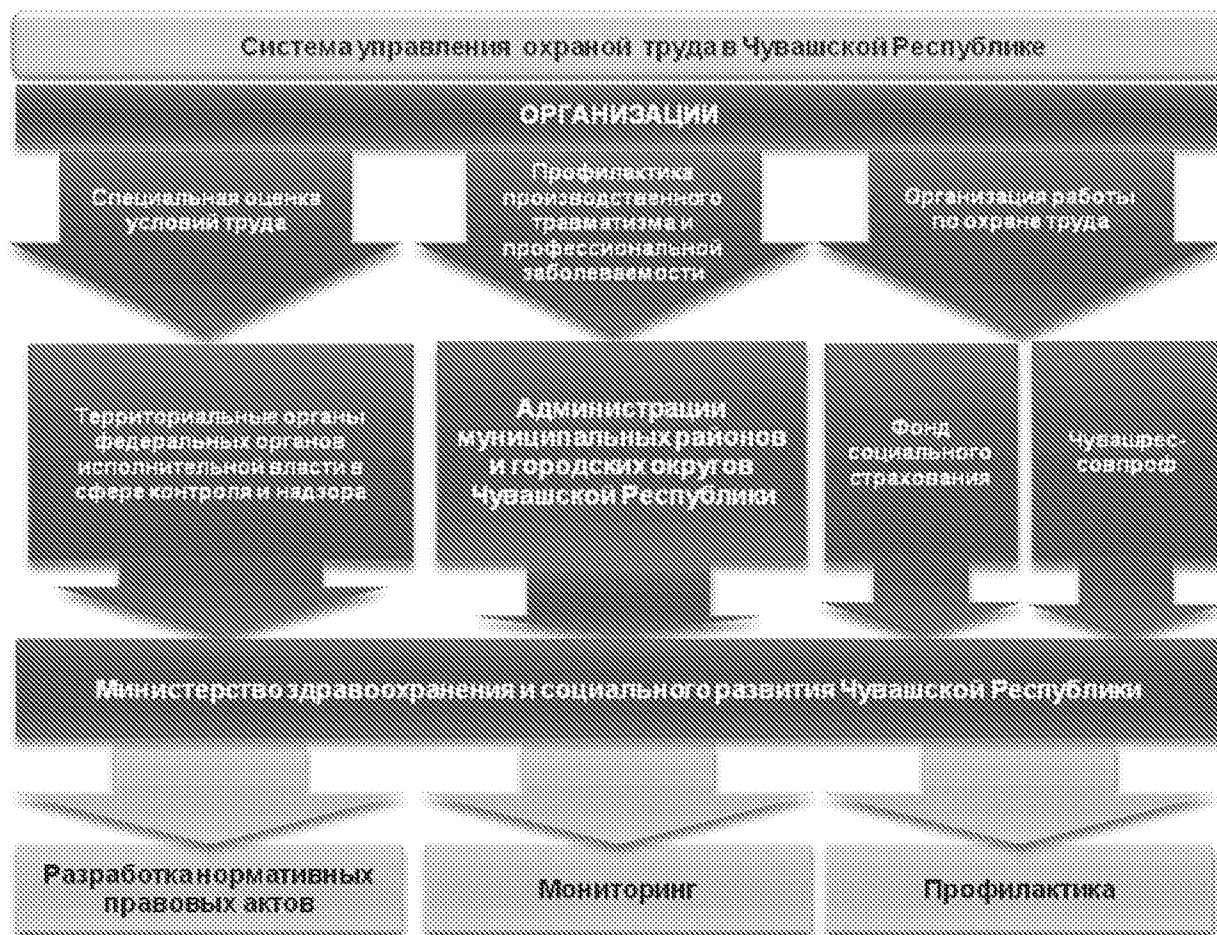 Система управления охраной труда в Чувашской Республике
ОРГАНИЗАЦИИ
Специальная оценка
условий труда
Профилактика
производственного
травматизма и
профессиональной
заболеваемости
Организация работы
по охране труда
Территориальные органы
федеральных органов
исполнительной власти в
сфере контроля и надзора
Администрации
муниципальных районов
и городских округов
Чувашской Республики
Фонд
социального
страхования
Чувашрес-
совпроф
Министерство здравоохранения и социального развития Чувашской Республики
Разработка нормативных
правовых актов
Мониторинг
Профилактика